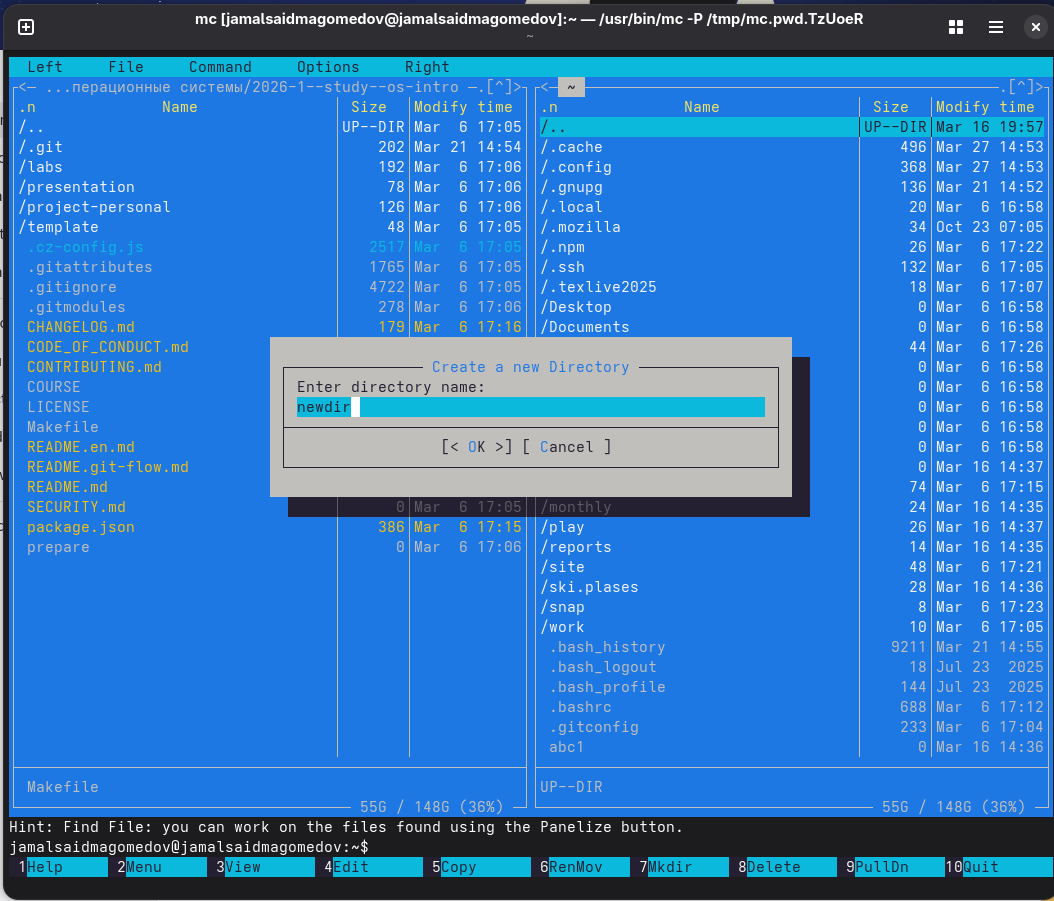 mc [jamalsaidmagomedov@jamalsaidmagomedov]:~ — /usr/bin/mc -P /tmp/mc.pwd.TzUoeR
~
Left File Command Options Right
<— ...перационные системы/2026-1--study--os-intro —.[^]>
.n Name Size Modify time
/.. UP--DIR Mar 6 17:05
/.git 202 Mar 21 14:54
/labs 192 Mar 6 17:06
/presentation 78 Mar 6 17:06
/project-personal 126 Mar 6 17:06
/template 48 Mar 6 17:05
.cz-config.js 2517 Mar 6 17:05
.gitattributes 1765 Mar 6 17:05
.gitignore 4722 Mar 6 17:05
.gitmodules 278 Mar 6 17:06
CHANGELOG.md 179 Mar 6 17:16
CODE_OF_CONDUCT.md
CONTRIBUTING.md
COURSE
LICENSE
Makefile
README.en.md
README.git-flow.md
README.md
SECURITY.md 0 Mar 6 17:05
package.json 386 Mar 6 17:15
prepare 0 Mar 6 17:06
Makefile
55G / 148G (36%)
<— ~ .[^]>
.n Name Size Modify time
/.. UP--DIR Mar 16 19:57
/.cache 496 Mar 27 14:53
/.config 368 Mar 27 14:53
/.gnupg 136 Mar 21 14:52
/.local 20 Mar 6 16:58
/.mozilla 34 Oct 23 07:05
/.npm 26 Mar 6 17:22
/.ssh 132 Mar 6 17:05
/.texlive2025 18 Mar 6 17:07
/Desktop 0 Mar 6 16:58
/Documents 0 Mar 6 16:58
44 Mar 6 17:26
0 Mar 6 16:58
0 Mar 6 16:58
0 Mar 6 16:58
0 Mar 6 16:58
0 Mar 6 16:58
0 Mar 16 14:37
74 Mar 6 17:15
/monthly 24 Mar 16 14:35
/play 26 Mar 16 14:37
/reports 14 Mar 16 14:35
/site 48 Mar 6 17:21
/ski.plases 28 Mar 16 14:36
/snap 8 Mar 6 17:23
/work 10 Mar 6 17:05
.bash_history 9211 Mar 21 14:55
.bash_logout 18 Jul 23 2025
.bash_profile 144 Jul 23 2025
.bashrc 688 Mar 6 17:12
.gitconfig 233 Mar 6 17:04
abc1 0 Mar 16 14:36
UP--DIR
55G / 148G (36%)
Create a new Directory
Enter directory name:
newdir
[< OK >] [ Cancel ]
Hint: Find File: you can work on the files found using the Panelize button.
jamalsaidmagomedov@jamalsaidmagomedov:~$
1Help 2Menu 3View 4Edit 5Copy 6RenMov 7Mkdir 8Delete 9PullDn 10Quit